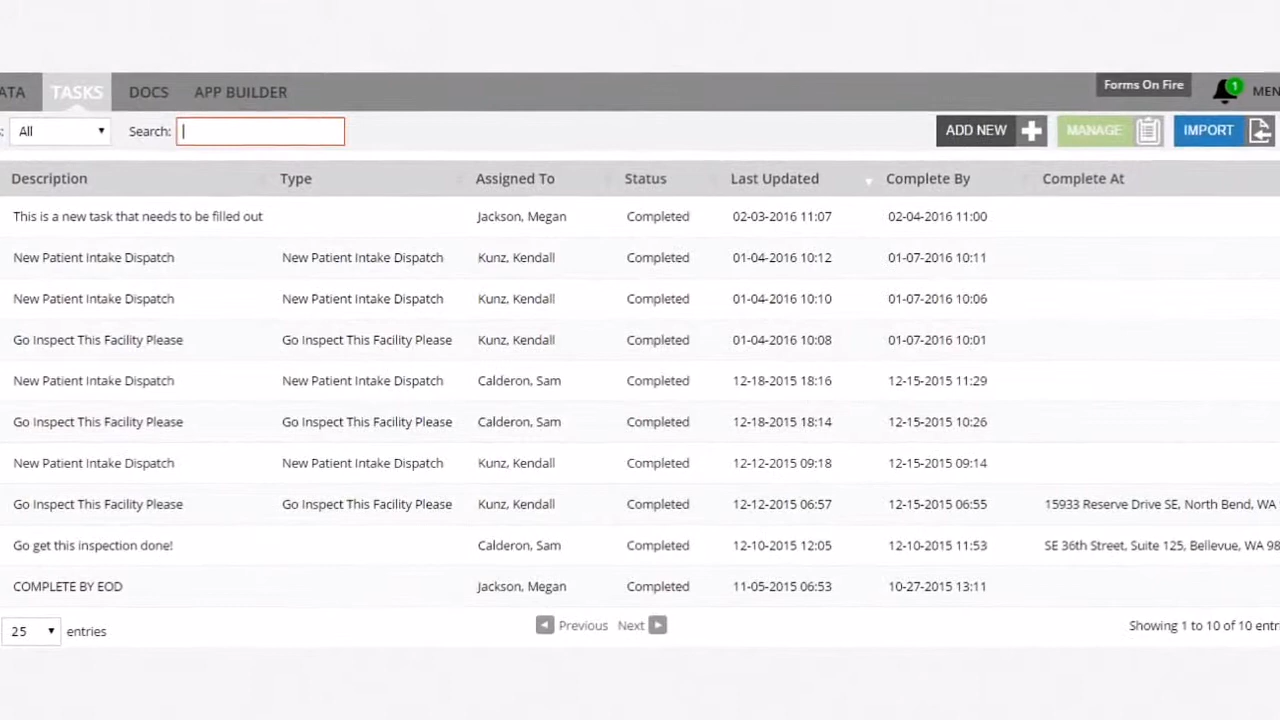 ATA TASKS DOCS APP BUILDER Forms On Fire 1 MEN
: All Search: ADD NEW MANAGE IMPORT
Description Type Assigned To Status Last Updated Complete By Complete At
This is a new task that needs to be filled out Jackson, Megan Completed 02-03-2016 11:07 02-04-2016 11:00
New Patient Intake Dispatch New Patient Intake Dispatch Kunz, Kendall Completed 01-04-2016 10:12 01-07-2016 10:11
New Patient Intake Dispatch New Patient Intake Dispatch Kunz, Kendall Completed 01-04-2016 10:10 01-07-2016 10:06
Go Inspect This Facility Please Go Inspect This Facility Please Kunz, Kendall Completed 01-04-2016 10:08 01-07-2016 10:01
New Patient Intake Dispatch New Patient Intake Dispatch Calderon, Sam Completed 12-18-2015 18:16 12-15-2015 11:29
Go Inspect This Facility Please Go Inspect This Facility Please Calderon, Sam Completed 12-18-2015 18:14 12-15-2015 10:26
New Patient Intake Dispatch New Patient Intake Dispatch Kunz, Kendall Completed 12-12-2015 09:18 12-15-2015 09:14
Go Inspect This Facility Please Go Inspect This Facility Please Kunz, Kendall Completed 12-12-2015 06:57 12-15-2015 06:55 15933 Reserve Drive SE, North Bend, WA
Go get this inspection done! Calderon, Sam Completed 12-10-2015 12:05 12-10-2015 11:53 SE 36th Street, Suite 125, Bellevue, WA 98
COMPLETE BY EOD Jackson, Megan Completed 11-05-2015 06:53 10-27-2015 13:11
25 entries Previous Next Showing 1 to 10 of 10 entr